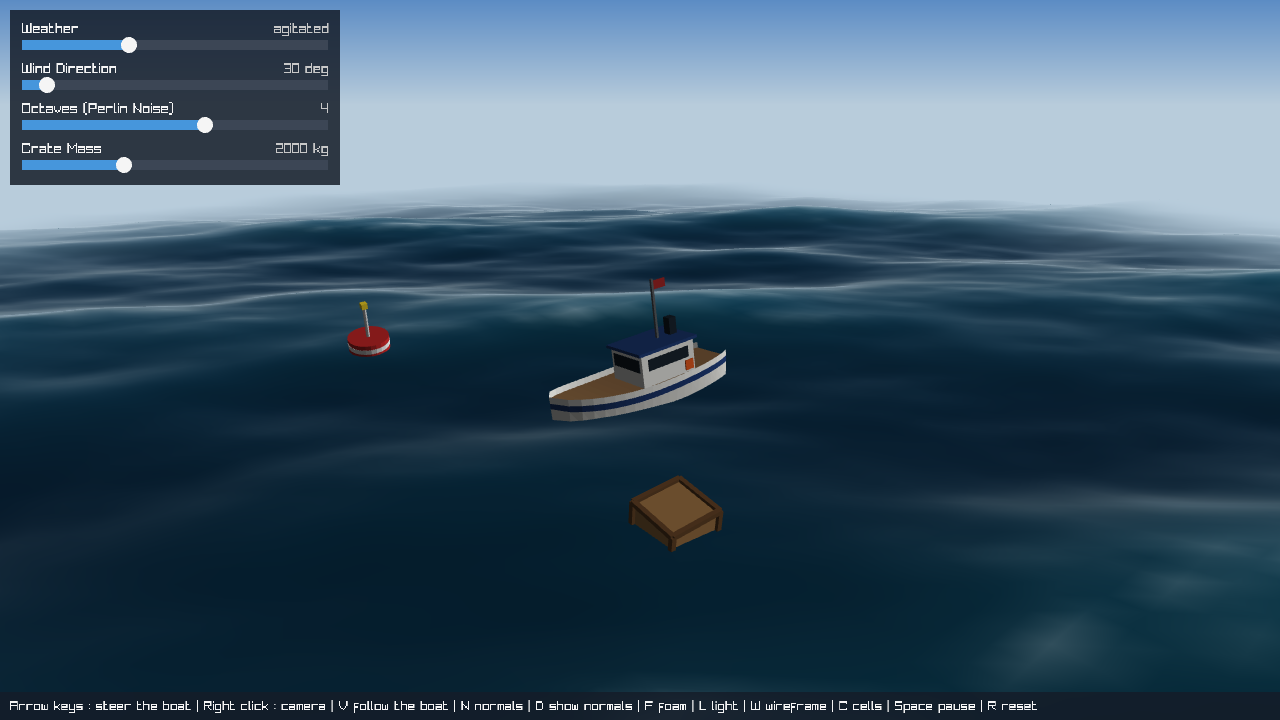 Weather agitated
Wind Direction 30 deg
Octaves (Perlin Noise) 4
Crate Mass 2000 kg
Arrow keys : steer the boat | Right click : camera | V follow the boat | N normals | D show normals | F foam | L light | W wireframe | C cells | Space pause | R reset